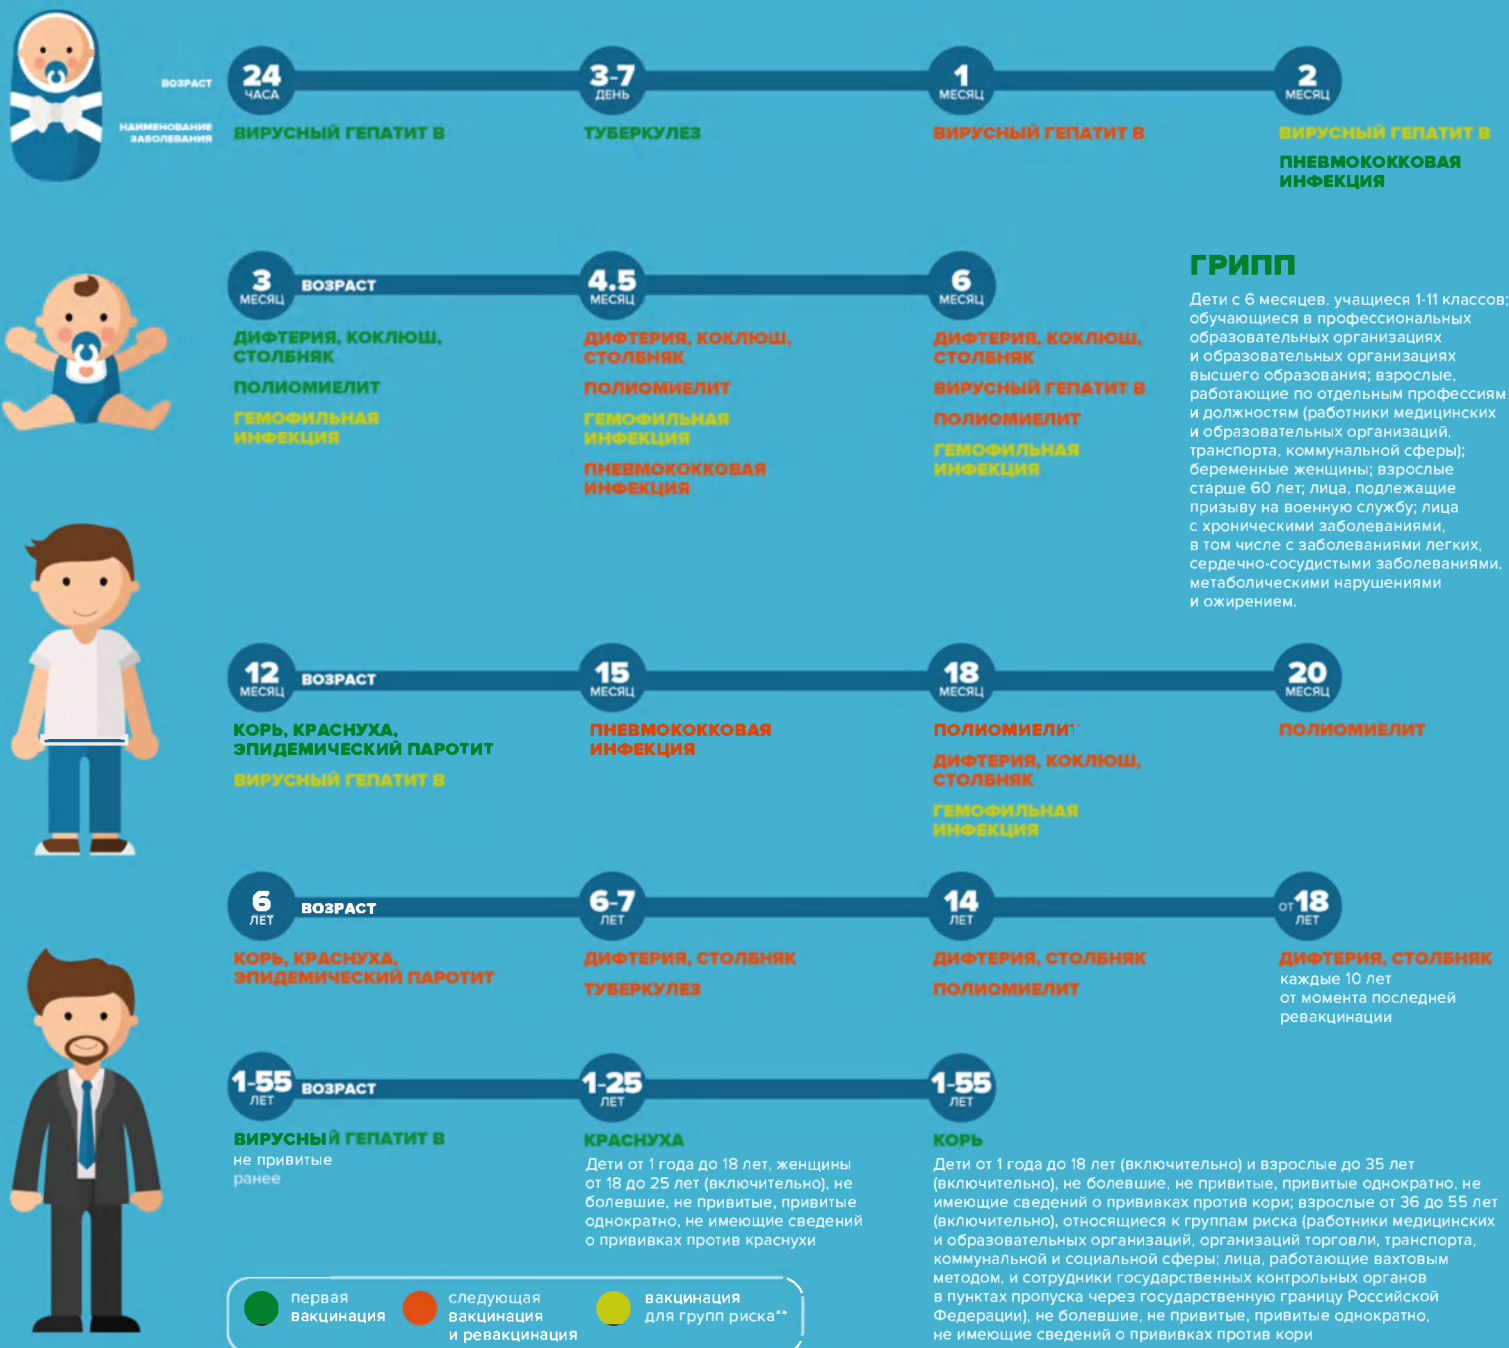 ВОЗРАСТ
24
ЧАСА
3-7
ДЕНЬ
1
МЕСЯЦ
2
МЕСЯЦ
НАИМЕНОВАНИЕ
ЗАБОЛЕВАНИЯ
ВИРУСНЫЙ ГЕПАТИТ В
ТУБЕРКУЛЕЗ
ВИРУСНЫЙ ГЕПАТИТ В
ВИРУСНЫЙ ГЕПАТИТ В
ПНЕВМОКОККОВАЯ
ИНФЕКЦИЯ
3
МЕСЯЦ
ВОЗРАСТ
4.5
МЕСЯЦ
6
МЕСЯЦ
ДИФТЕРИЯ, КОКЛЮШ,
СТОЛБНЯК
ПОЛИОМИЕЛИТ
ГЕМОФИЛЬНАЯ
ИНФЕКЦИЯ
ДИФТЕРИЯ, КОКЛЮШ,
СТОЛБНЯК
ПОЛИОМИЕЛИТ
ГЕМОФИЛЬНАЯ
ИНФЕКЦИЯ
ПНЕВМОКОККОВАЯ
ИНФЕКЦИЯ
ДИФТЕРИЯ, КОКЛЮШ,
СТОЛБНЯК
ВИРУСНЫЙ ГЕПАТИТ В
ПОЛИОМИЕЛИТ
ГЕМОФИЛЬНАЯ
ИНФЕКЦИЯ
ГРИПП
Дети с 6 месяцев, учащиеся 1-11 классов;
обучающиеся в профессиональных
образовательных организациях
и образовательных организациях
высшего образования; взрослые,
работающие по отдельным профессиям
и должностям (работники медицинских
и образовательных организаций,
транспорта, коммунальной сферы);
беременные женщины; взрослые
старше 60 лет; лица, подлежащие
призыву на военную службу; лица
с хроническими заболеваниями,
в том числе с заболеваниями легких,
сердечно-сосудистыми заболеваниями,
метаболическими нарушениями
и ожирением.
12
МЕСЯЦ
ВОЗРАСТ
15
МЕСЯЦ
18
МЕСЯЦ
20
МЕСЯЦ
КОРЬ, КРАСНУХА,
ЭПИДЕМИЧЕСКИЙ ПАРОТИТ
ВИРУСНЫЙ ГЕПАТИТ В
ПНЕВМОКОККОВАЯ
ИНФЕКЦИЯ
ПОЛИОМИЕЛИТ
ДИФТЕРИЯ, КОКЛЮШ,
СТОЛБНЯК
ГЕМОФИЛЬНАЯ
ИНФЕКЦИЯ
ПОЛИОМИЕЛИТ
6
ЛЕТ
ВОЗРАСТ
6-7
ЛЕТ
14
ЛЕТ
ОТ 18
ЛЕТ
КОРЬ, КРАСНУХА,
ЭПИДЕМИЧЕСКИЙ ПАРОТИТ
ДИФТЕРИЯ, СТОЛБНЯК
ТУБЕРКУЛЕЗ
ДИФТЕРИЯ, СТОЛБНЯК
ПОЛИОМИЕЛИТ
ДИФТЕРИЯ, СТОЛБНЯК
каждые 10 лет
от момента последней
ревакцинации
1-55
ЛЕТ
ВОЗРАСТ
1-25
ЛЕТ
1-55
ЛЕТ
ВИРУСНЫЙ ГЕПАТИТ В
не привитые
ранее
КРАСНУХА
Дети от 1 года до 18 лет, женщины
от 18 до 25 лет (включительно), не
болевшие, не привитые, привитые
однократно, не имеющие сведений
о прививках против краснухи
КОРЬ
Дети от 1 года до 18 лет (включительно) и взрослые до 35 лет
(включительно), не болевшие, не привитые, привитые однократно, не
имеющие сведений о прививках против кори; взрослые от 36 до 55 лет
(включительно), относящиеся к группам риска (работники медицинских
и образовательных организаций, организаций торговли, транспорта,
коммунальной и социальной сферы; лица, работающие вахтовым
методом, и сотрудники государственных контрольных органов
в пунктах пропуска через государственную границу Российской
Федерации), не болевшие, не привитые, привитые однократно,
не имеющие сведений о прививках против кори
первая
вакцинация
следующая
вакцинация
и ревакцинация
вакцинация
для групп риска**